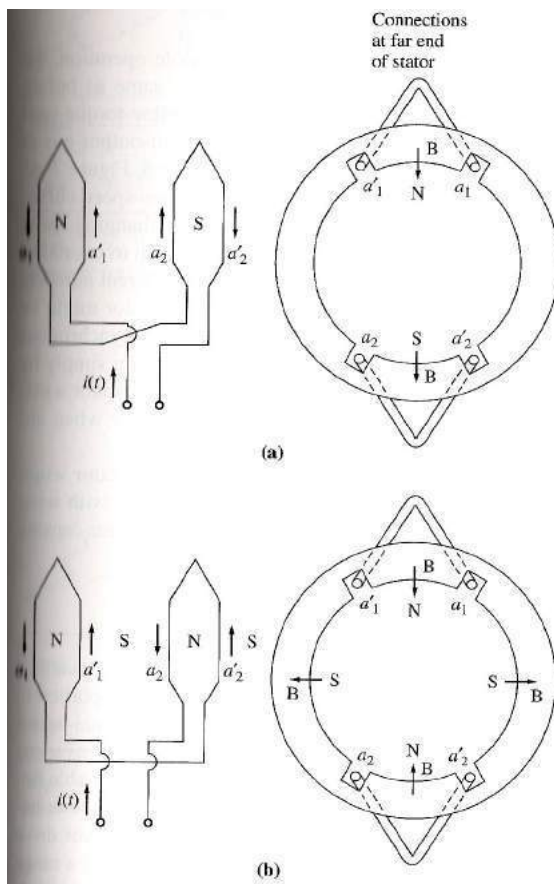 Connections
at far end
of stator
B
N
S
N
a'1
a2
a'2
a'1
a1
a2
S
a'2
B
i(t)
(a)
B
N
a'1
a1
N
S
N
S
a'1
a2
a'2
B
S
S
B
N
B
a2
a'2
i(t)
(b)